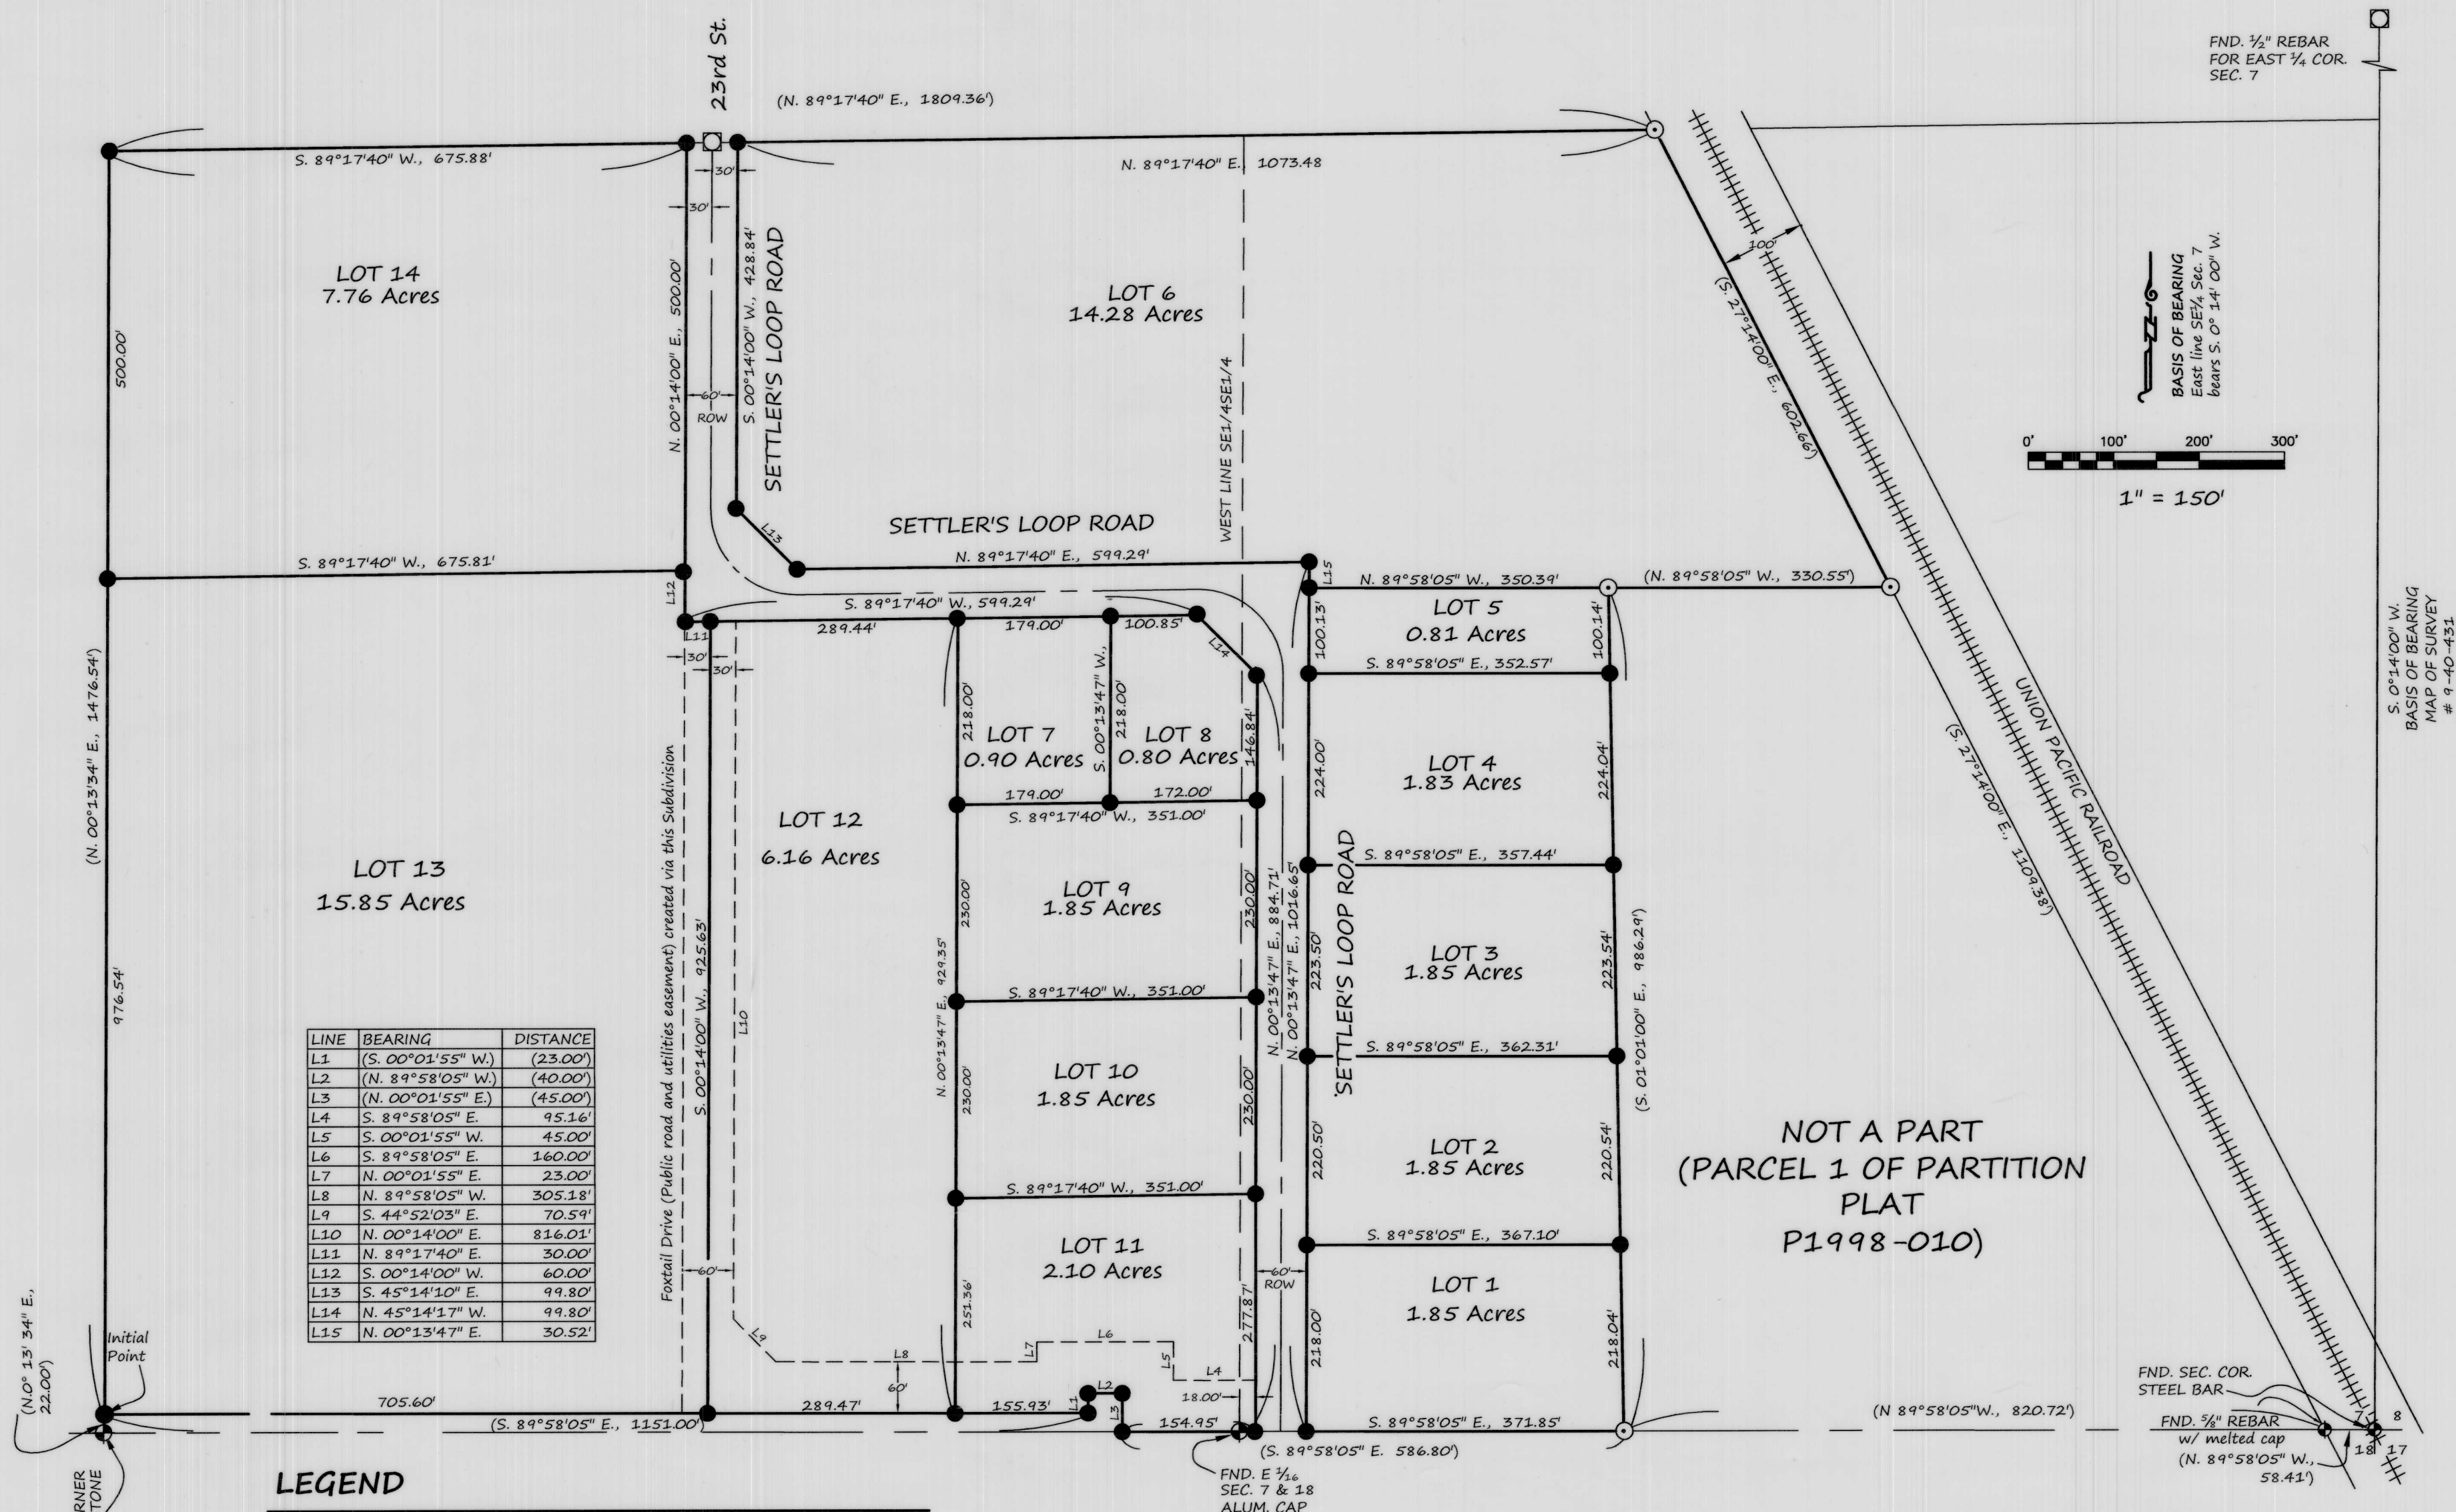 23rd St.
(N. 89°17'40" E., 1809.36')
FND. ½" REBAR
FOR EAST ¼ COR.
SEC. 7
S. 89°17'40" W., 675.88'
30'
30'
N. 89°17'40" E., 1073.48
LOT 14
7.76 Acres
500.00'
N. 00°14'00" E., 500.00'
S. 00°14'00" W., 428.84'
SETTLER'S LOOP ROAD
60'
ROW
LOT 6
14.28 Acres
WEST LINE SE1/4SE1/4
100'
(S. 27°14'00" E., 602.66')
N
BASIS OF BEARING
East line SE¼ Sec. 7
bears S. 0° 14' 00" W.
0' 100' 200' 300'
1" = 150'
S. 89°17'40" W., 675.81'
L12
L13
SETTLER'S LOOP ROAD
N. 89°17'40" E., 599.29'
L15
N. 89°58'05" W., 350.39'
(N. 89°58'05" W., 330.55')
S. 89°17'40" W., 599.29'
L11
289.44'
179.00'
100.85'
L14
30'
30'
100.13'
LOT 5
0.81 Acres
100.14'
S. 89°58'05" E., 352.57'
S. 0°14'00" W.
BASIS OF BEARING
MAP OF SURVEY
# 9-40-431
(N. 00°13'34" E., 1476.54')
976.54'
LOT 13
15.85 Acres
Foxtail Drive (Public road and utilities easement) created via this Subdivision
S. 00°14'00" W., 925.63'
L10
LOT 12
6.16 Acres
218.00'
LOT 7
0.90 Acres
S. 00°13'47" W.,
218.00'
LOT 8
0.80 Acres
146.84'
179.00'
172.00'
S. 89°17'40" W., 351.00'
224.00'
LOT 4
1.83 Acres
224.04'
UNION PACIFIC RAILROAD
(S. 27°14'00" E., 1109.38')
S. 89°58'05" E., 357.44'
N. 00°13'47" E., 929.35'
230.00'
LOT 9
1.85 Acres
230.00'
N. 00°13'47" E., 884.71'
N. 00°13'47" E., 1016.65'
SETTLER'S LOOP ROAD
223.50'
LOT 3
1.85 Acres
223.54'
(S. 01°01'00" E., 986.29')
S. 89°17'40" W., 351.00'
S. 89°58'05" E., 362.31'
230.00'
LOT 10
1.85 Acres
230.00'
220.50'
LOT 2
1.85 Acres
220.54'
NOT A PART
(PARCEL 1 OF PARTITION
PLAT
P1998-010)
S. 89°17'40" W., 351.00'
S. 89°58'05" E., 367.10'
LINE BEARING DISTANCE
L1 (S. 00°01'55" W.) (23.00')
L2 (N. 89°58'05" W.) (40.00')
L3 (N. 00°01'55" E.) (45.00')
L4 S. 89°58'05" E. 95.16'
L5 S. 00°01'55" W. 45.00'
L6 S. 89°58'05" E. 160.00'
L7 N. 00°01'55" E. 23.00'
L8 N. 89°58'05" W. 305.18'
L9 S. 44°52'03" E. 70.59'
L10 N. 00°14'00" E. 816.01'
L11 N. 89°17'40" E. 30.00'
L12 S. 00°14'00" W. 60.00'
L13 S. 45°14'10" E. 99.80'
L14 N. 45°14'17" W. 99.80'
L15 N. 00°13'47" E. 30.52'
60'
251.36'
LOT 11
2.10 Acres
277.87'
60'
ROW
218.00'
LOT 1
1.85 Acres
218.04'
L9
L8
L7
L6
L5
L4
60'
(N.0° 13' 34" E.,
22.00')
Initial
Point
705.60'
289.47'
155.93'
L1
L2
L3
18.00'
154.95'
(S. 89°58'05" E., 1151.00')
S. 89°58'05" E., 371.85'
(S. 89°58'05" E. 586.80')
FND. E 1/16
SEC. 7 & 18
ALUM. CAP
(N 89°58'05"W., 820.72')
FND. SEC. COR.
STEEL BAR
FND. ⅝" REBAR
w/ melted cap
(N. 89°58'05" W.,
58.41')
7 8
18 17
RNER
TONE
LEGEND